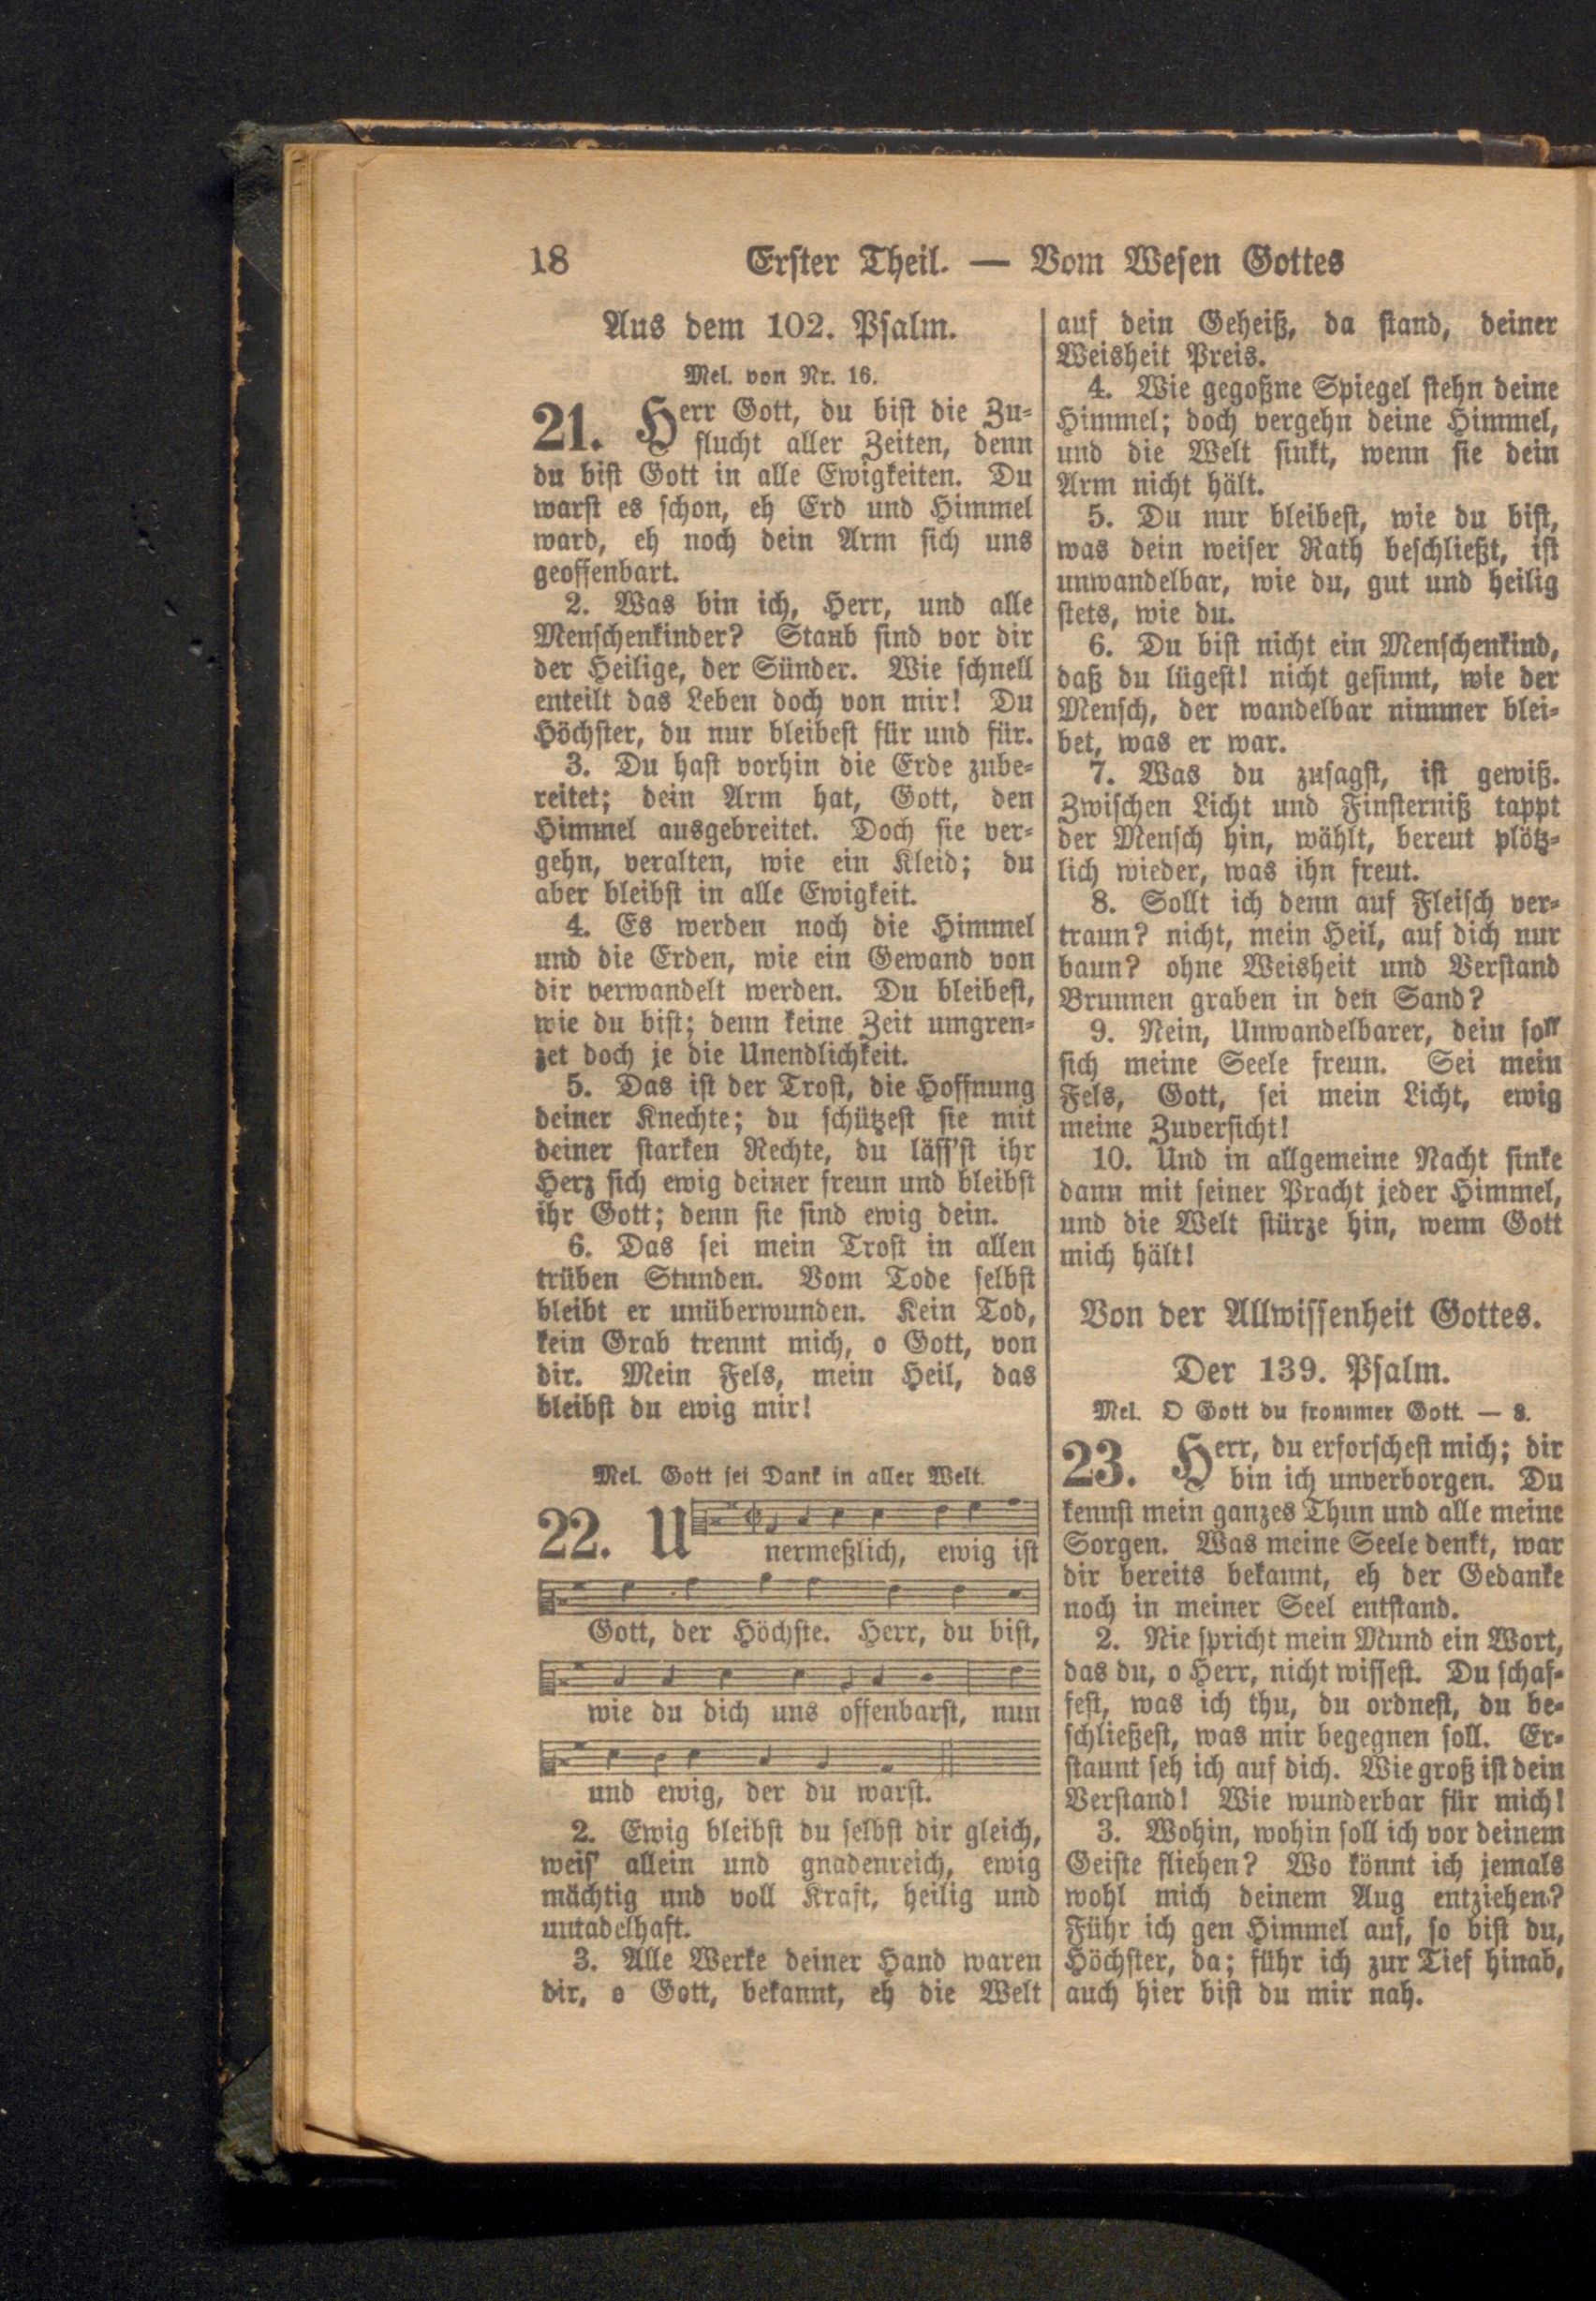 18 Erster Theil. — Vom Wesen Gottes
Aus dem 102. Psalm.
Mel. von Nr. 16.
21. Herr Gott, du bist die Zu-
flucht aller Zeiten, denn
du bist Gott in alle Ewigkeiten. Du
warst es schon, eh Erd und Himmel
ward, eh noch dein Arm sich uns
geoffenbart.
2. Was bin ich, Herr, und alle
Menschenkinder? Staub sind vor dir
der Heilige, der Sünder. Wie schnell
enteilt das Leben doch von mir! Du
Höchster, du nur bleibest für und für.
3. Du hast vorhin die Erde zube-
reitet; dein Arm hat, Gott, den
Himmel ausgebreitet. Doch sie ver-
gehn, veralten, wie ein Kleid; du
aber bleibst in alle Ewigkeit.
4. Es werden noch die Himmel
und die Erden, wie ein Gewand von
dir verwandelt werden. Du bleibest,
wie du bist; denn keine Zeit umgren-
zet doch je die Unendlichkeit.
5. Das ist der Trost, die Hoffnung
deiner Knechte; du schützest sie mit
deiner starken Rechte, du läss'st ihr
Herz sich ewig deiner freun und bleibst
ihr Gott; denn sie sind ewig dein.
6. Das sei mein Trost in allen
trüben Stunden. Vom Tode selbst
bleibt er unüberwunden. Kein Tod,
kein Grab trennt mich, o Gott, von
dir. Mein Fels, mein Heil, das
bleibst du ewig mir!
Mel. Gott sei Dank in aller Welt.
22. Unermeßlich, ewig ist
Gott, der Höchste. Herr, du bist,
wie du dich uns offenbarst, nun
und ewig, der du warst.
2. Ewig bleibst du selbst dir gleich,
weis' allein und gnadenreich, ewig
mächtig und voll Kraft, heilig und
untadelhaft.
3. Alle Werke deiner Hand waren
dir, o Gott, bekannt, eh die Welt
auf dein Geheiß, da stand, deiner
Weisheit Preis.
4. Wie gegoßne Spiegel stehn deine
Himmel; doch vergehn deine Himmel,
und die Welt sinkt, wenn sie dein
Arm nicht hält.
5. Du nur bleibest, wie du bist,
was dein weiser Rath beschließt, ist
unwandelbar, wie du, gut und heilig
stets, wie du.
6. Du bist nicht ein Menschenkind,
daß du lügest! nicht gesinnt, wie der
Mensch, der wandelbar nimmer blei-
bet, was er war.
7. Was du zusagst, ist gewiß.
Zwischen Licht und Finsterniß tappt
der Mensch hin, wählt, bereut plötz-
lich wieder, was ihn freut.
8. Sollt ich denn auf Fleisch ver-
traun? nicht, mein Heil, auf dich nur
baun? ohne Weisheit und Verstand
Brunnen graben in den Sand?
9. Nein, Unwandelbarer, dein soll
sich meine Seele freun. Sei mein
Fels, Gott, sei mein Licht, ewig
meine Zuversicht!
10. Und in allgemeine Nacht sinke
dann mit seiner Pracht jeder Himmel,
und die Welt stürze hin, wenn Gott
mich hält!
Von der Allwissenheit Gottes.
Der 139. Psalm.
Mel. O Gott du frommer Gott. — 8.
23. Herr, du erforschest mich; dir
bin ich unverborgen. Du
kennst mein ganzes Thun und alle meine
Sorgen. Was meine Seele denkt, war
dir bereits bekannt, eh der Gedanke
noch in meiner Seel entstand.
2. Nie spricht mein Mund ein Wort,
das du, o Herr, nicht wissest. Du schaf-
fest, was ich thu, du ordnest, du be-
schließest, was mir begegnen soll. Er-
staunt seh ich auf dich. Wie groß ist dein
Verstand! Wie wunderbar für mich!
3. Wohin, wohin soll ich vor deinem
Geiste fliehen? Wo könnt ich jemals
wohl mich deinem Aug entziehen?
Führ ich gen Himmel auf, so bist du,
Höchster, da; führ ich zur Tief hinab,
auch hier bist du mir nah.